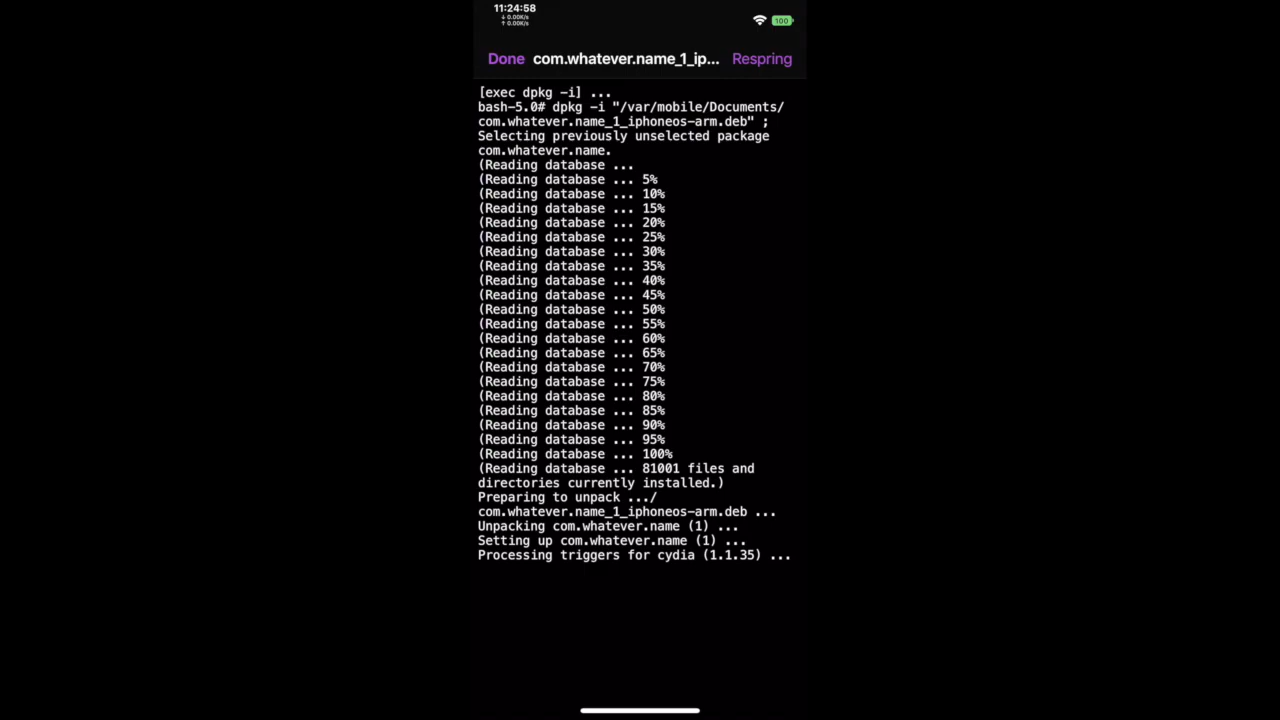 11:24:58
↓ 0.00K/s
↑ 0.00K/s
100
Done com.whatever.name_1_ip... Respring
[exec dpkg -i] ...
bash-5.0# dpkg -i "/var/mobile/Documents/
com.whatever.name_1_iphoneos-arm.deb" ;
Selecting previously unselected package
com.whatever.name.
(Reading database ...
(Reading database ... 5%
(Reading database ... 10%
(Reading database ... 15%
(Reading database ... 20%
(Reading database ... 25%
(Reading database ... 30%
(Reading database ... 35%
(Reading database ... 40%
(Reading database ... 45%
(Reading database ... 50%
(Reading database ... 55%
(Reading database ... 60%
(Reading database ... 65%
(Reading database ... 70%
(Reading database ... 75%
(Reading database ... 80%
(Reading database ... 85%
(Reading database ... 90%
(Reading database ... 95%
(Reading database ... 100%
(Reading database ... 81001 files and
directories currently installed.)
Preparing to unpack .../
com.whatever.name_1_iphoneos-arm.deb ...
Unpacking com.whatever.name (1) ...
Setting up com.whatever.name (1) ...
Processing triggers for cydia (1.1.35) ...